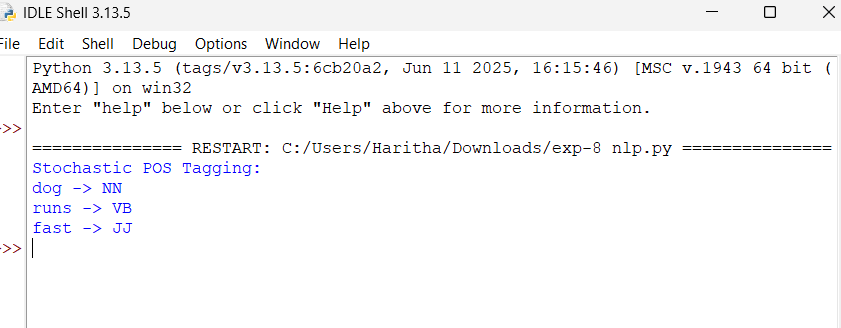 IDLE Shell 3.13.5
File Edit Shell Debug Options Window Help
Python 3.13.5 (tags/v3.13.5:6cb20a2, Jun 11 2025, 16:15:46) [MSC v.1943 64 bit (
AMD64)] on win32
Enter "help" below or click "Help" above for more information.
>>>
=============== RESTART: C:/Users/Haritha/Downloads/exp-8 nlp.py ===============
Stochastic POS Tagging:
dog -> NN
runs -> VB
fast -> JJ
>>>